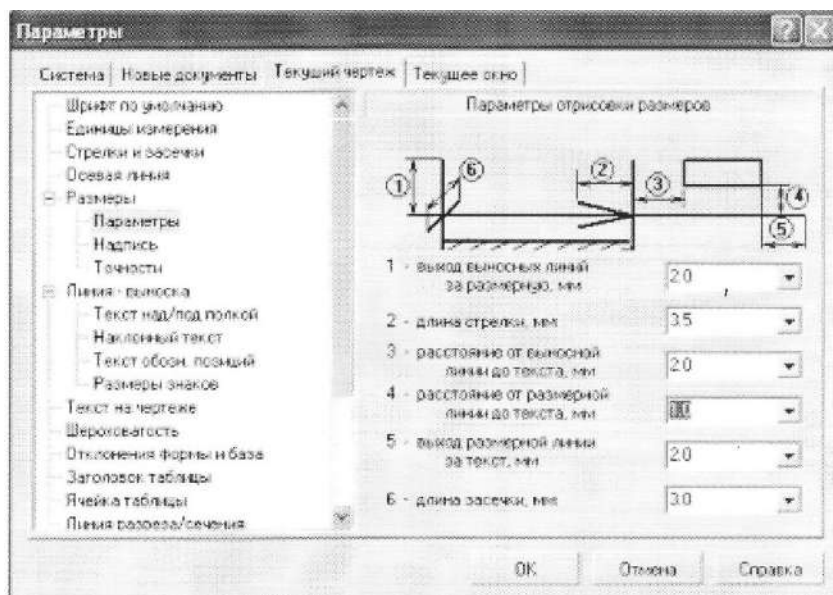 Параметры
Система Новые документы Текущий чертеж Текущее окно
Шрифт по умолчанию
Единицы измерения
Стрелки и засечки
Осевая линия
Размеры
Параметры
Надпись
Точности
Линия - выноска
Текст над/под полкой
Наклонный текст
Текст обозн. позиций
Размеры знаков
Текст на чертеже
Шероховатость
Отклонения формы и база
Заголовок таблицы
Ячейка таблицы
Линия разреза/сечения
Параметры отрисовки размеров
1 6 2 3 4 5
1 - выход выносных линий
за размерную, мм 2.0
2 - длина стрелки, мм 3.5
3 - расстояние от выносной
линии до текста, мм 2.0
4 - расстояние от размерной
линии до текста, мм
5 - выход размерной линии
за текст, мм 2.0
6 - длина засечки, мм 3.0
OK Отмена Справка